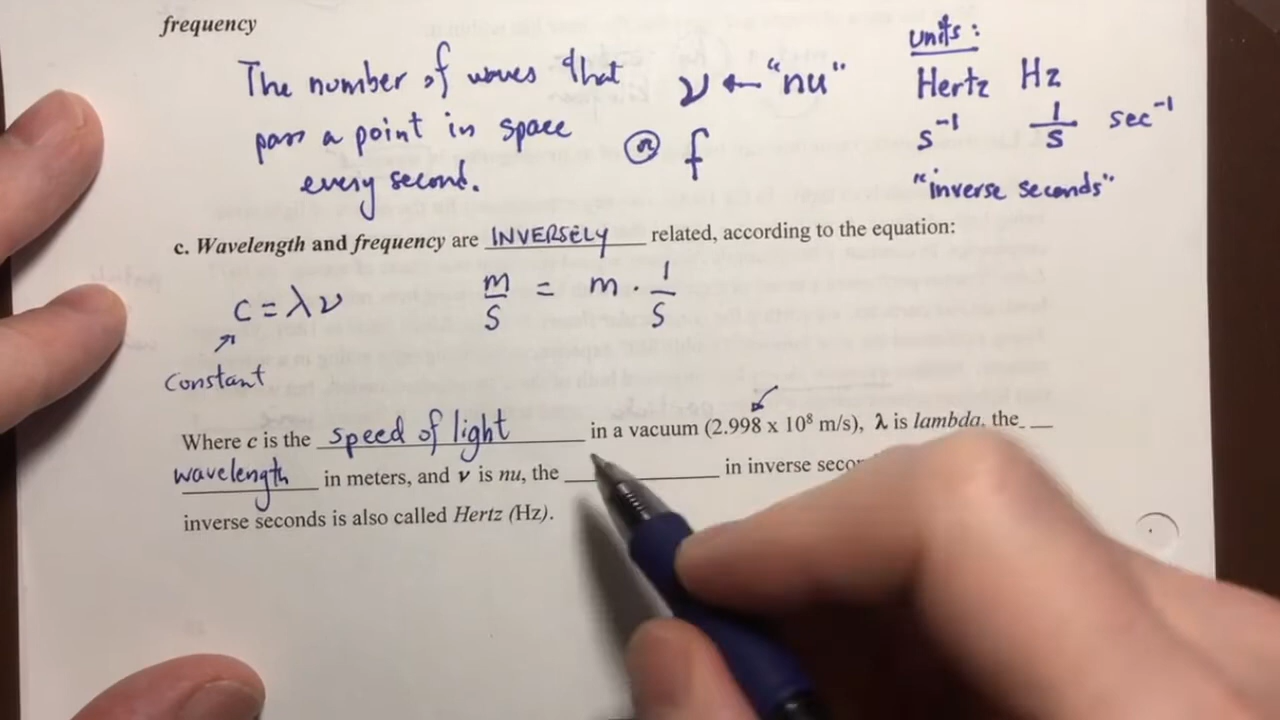 frequency
The number of waves that
pass a point in space
every second.
ν ← "nu"
or f
units:
Hertz Hz
s⁻¹ 1/s sec⁻¹
"inverse seconds"
c. Wavelength and frequency are INVERSELY related, according to the equation:
c = λν m/s = m · 1/s
constant
Where c is the speed of light in a vacuum (2.998 x 10⁸ m/s), λ is lambda, the
wavelength in meters, and ν is nu, the ____________ in inverse
inverse seconds is also called Hertz (Hz).